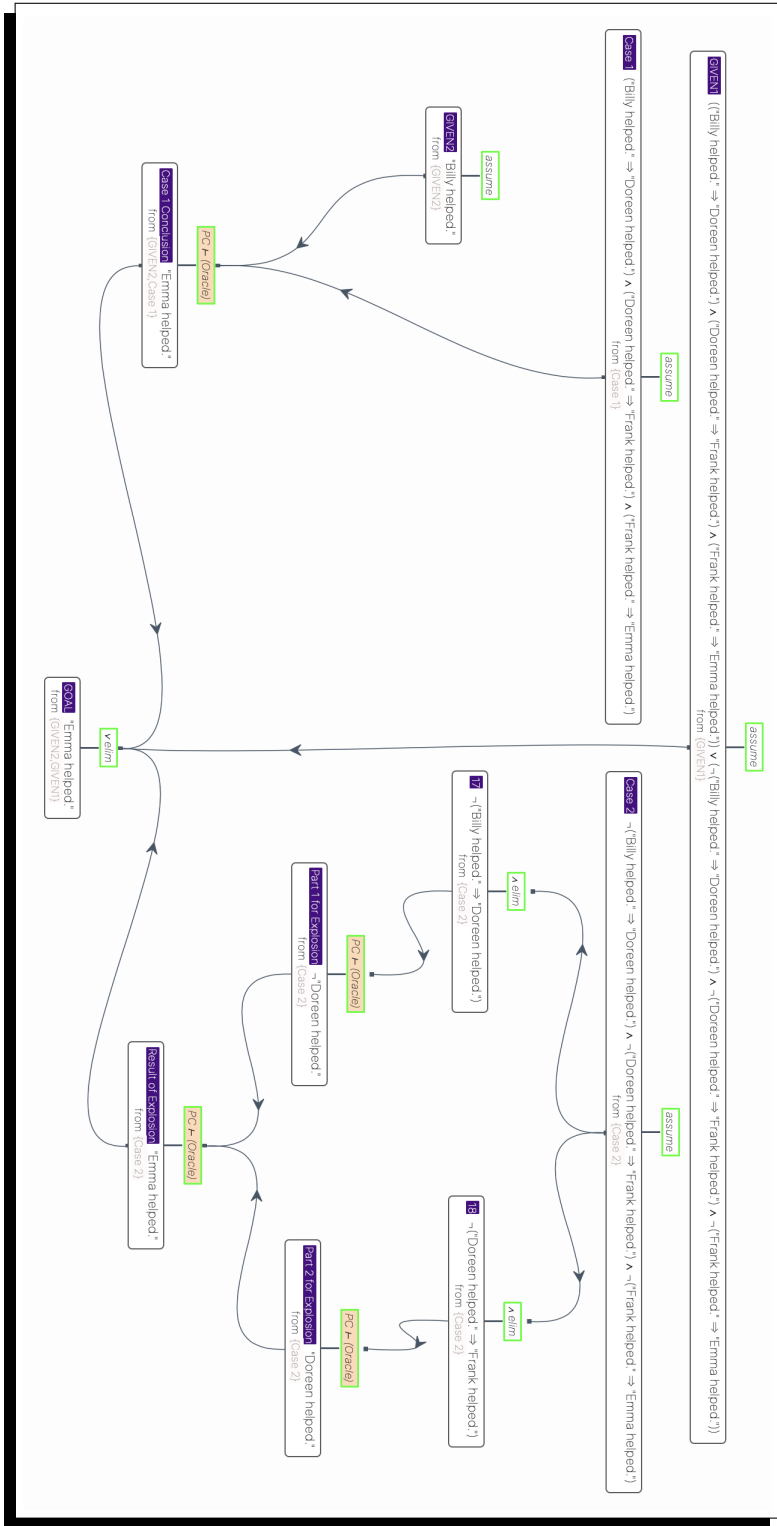 assume
GIVEN1 (("Billy helped." ⇒ "Doreen helped.") ∧ ("Doreen helped." ⇒ "Frank helped.") ∧ ("Frank helped." ⇒ "Emma helped.")) ∨ (¬("Billy helped." ⇒ "Doreen helped.") ∧ ¬("Doreen helped." ⇒ "Frank helped.") ∧ ¬("Frank helped." ⇒ "Emma helped."))
from {GIVEN1}
assume
Case 1 ("Billy helped." ⇒ "Doreen helped.") ∧ ("Doreen helped." ⇒ "Frank helped.") ∧ ("Frank helped." ⇒ "Emma helped.")
from {Case 1}
assume
Case 2 ¬("Billy helped." ⇒ "Doreen helped.") ∧ ¬("Doreen helped." ⇒ "Frank helped.") ∧ ¬("Frank helped." ⇒ "Emma helped.")
from {Case 2}
assume
GIVEN2 "Billy helped."
from {GIVEN2}
∧ elim
17 ¬("Billy helped." ⇒ "Doreen helped.")
from {Case 2}
∧ elim
18 ¬("Doreen helped." ⇒ "Frank helped.")
from {Case 2}
PC ⊢ (Oracle)
Part 1 for Explosion ¬"Doreen helped."
from {Case 2}
PC ⊢ (Oracle)
Part 2 for Explosion "Doreen helped."
from {Case 2}
PC ⊢ (Oracle)
Case 1 Conclusion "Emma helped."
from {GIVEN2,Case 1}
PC ⊢ (Oracle)
Result of Explosion "Emma helped."
from {Case 2}
∨ elim
GOAL "Emma helped."
from {GIVEN2,GIVEN1}